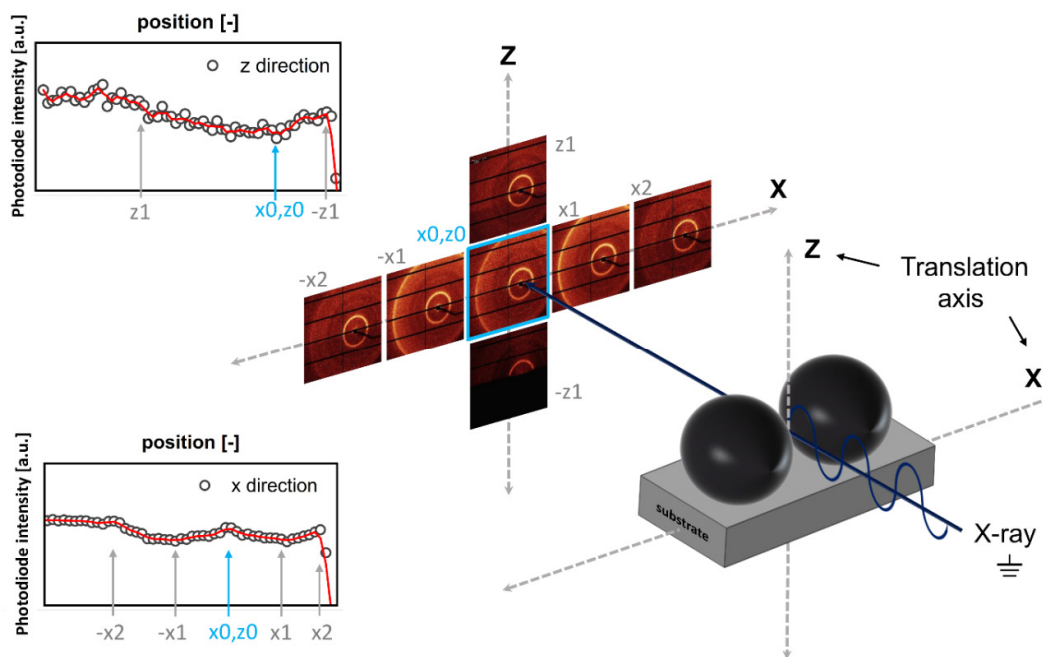 position [-]
Photodiode intensity [a.u.]
z direction
z1
x0,z0
-z1
Z
z1
x2
X
x1
x0,z0
-x1
-x2
-z1
Z
Translation
axis
X
substrate
X-ray
position [-]
Photodiode intensity [a.u.]
x direction
-x2
-x1
x0,z0
x1
x2